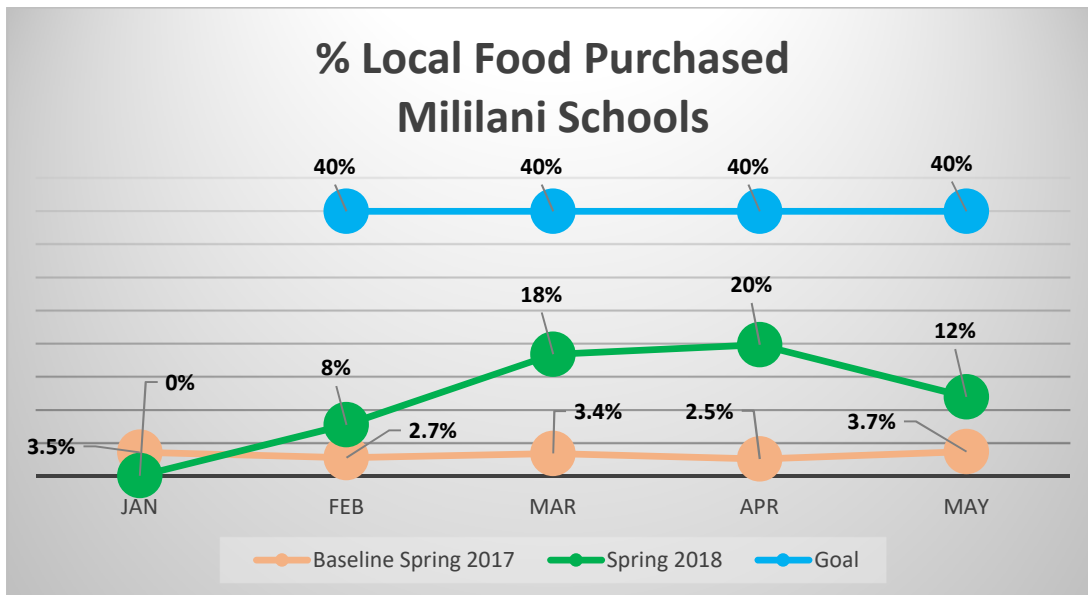 % Local Food Purchased
Mililani Schools
40% 40% 40% 40%
18% 20% 12%
0% 8%
3.5% 2.7% 3.4% 2.5% 3.7%
JAN FEB MAR APR MAY
Baseline Spring 2017 Spring 2018 Goal